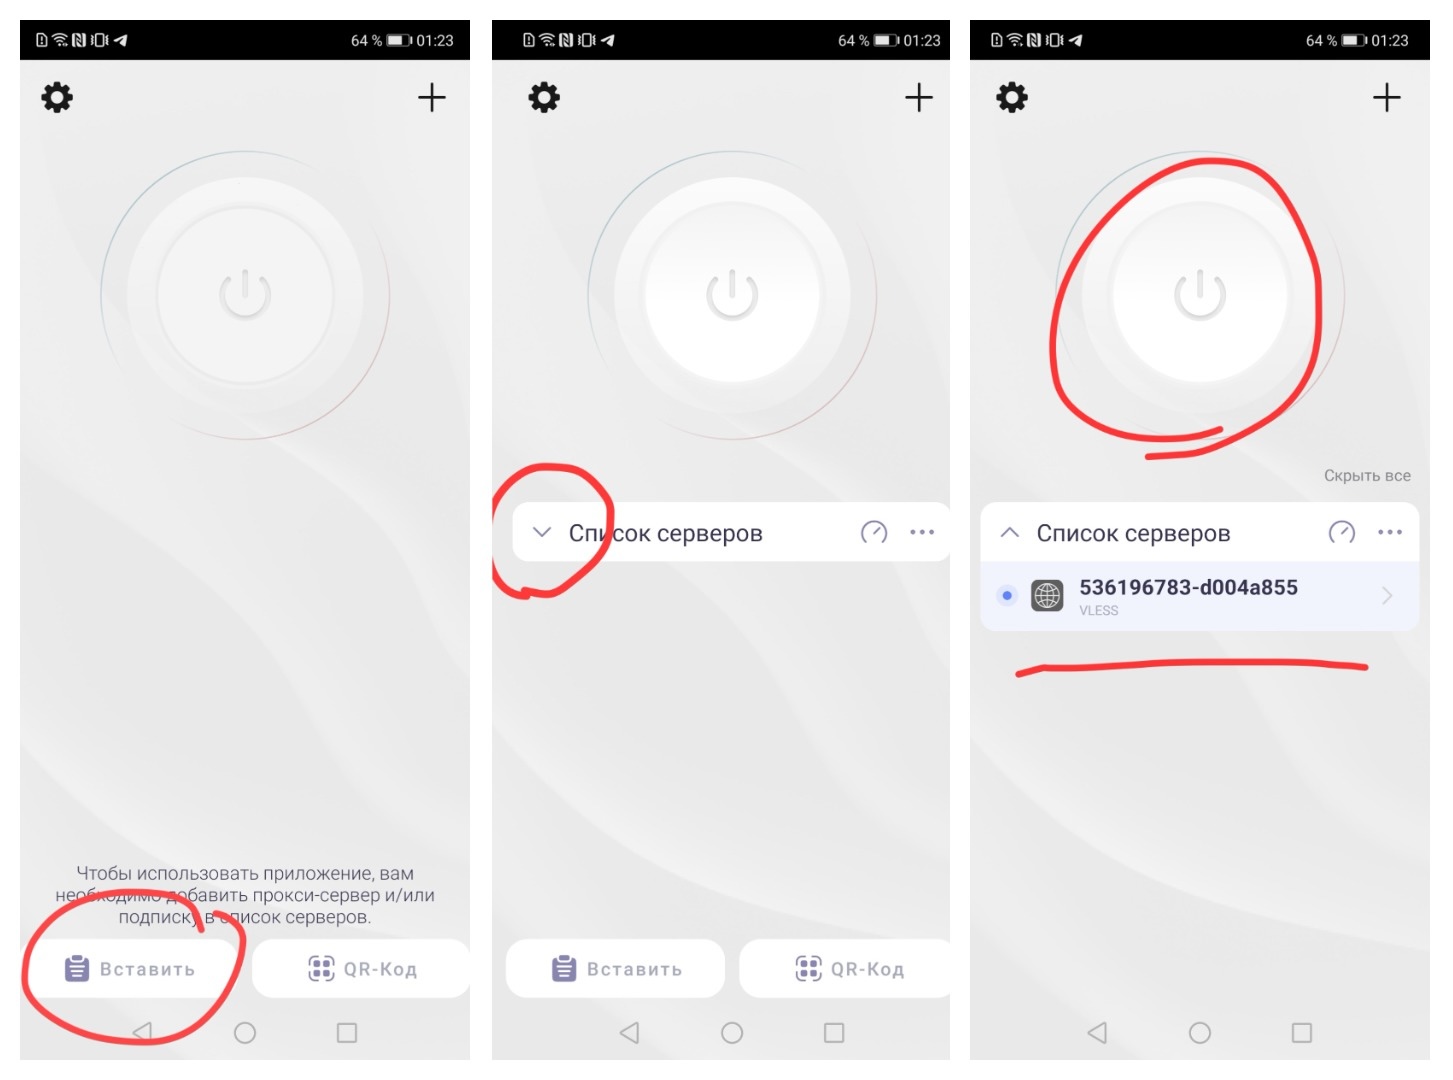 64 % 01:23
Чтобы использовать приложение, вам
необходимо добавить прокси-сервер и/или
подписку в список серверов.
Вставить
QR-Код
64 % 01:23
Список серверов
Вставить
QR-Код
64 % 01:23
Скрыть все
Список серверов
536196783-d004a855
VLESS